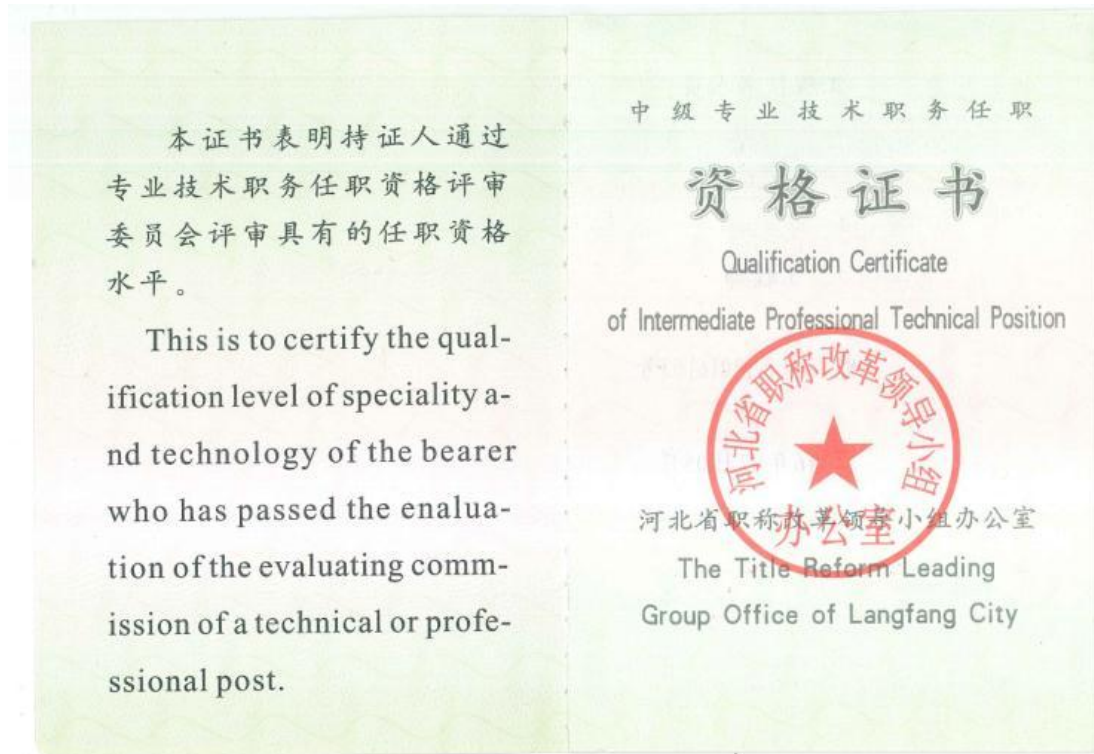 本证书表明持证人通过
专业技术职务任职资格评审
委员会评审具有的任职资格
水平。
This is to certify the qual-
ification level of speciality a-
nd technology of the bearer
who has passed the enalua-
tion of the evaluating comm-
ission of a technical or profe-
ssional post.
中级专业技术职务任职
资格证书
Qualification Certificate
of Intermediate Professional Technical Position
河北省职称改革领导小组
办公室
河北省职称改革领导小组办公室
The Title Reform Leading
Group Office of Langfang City